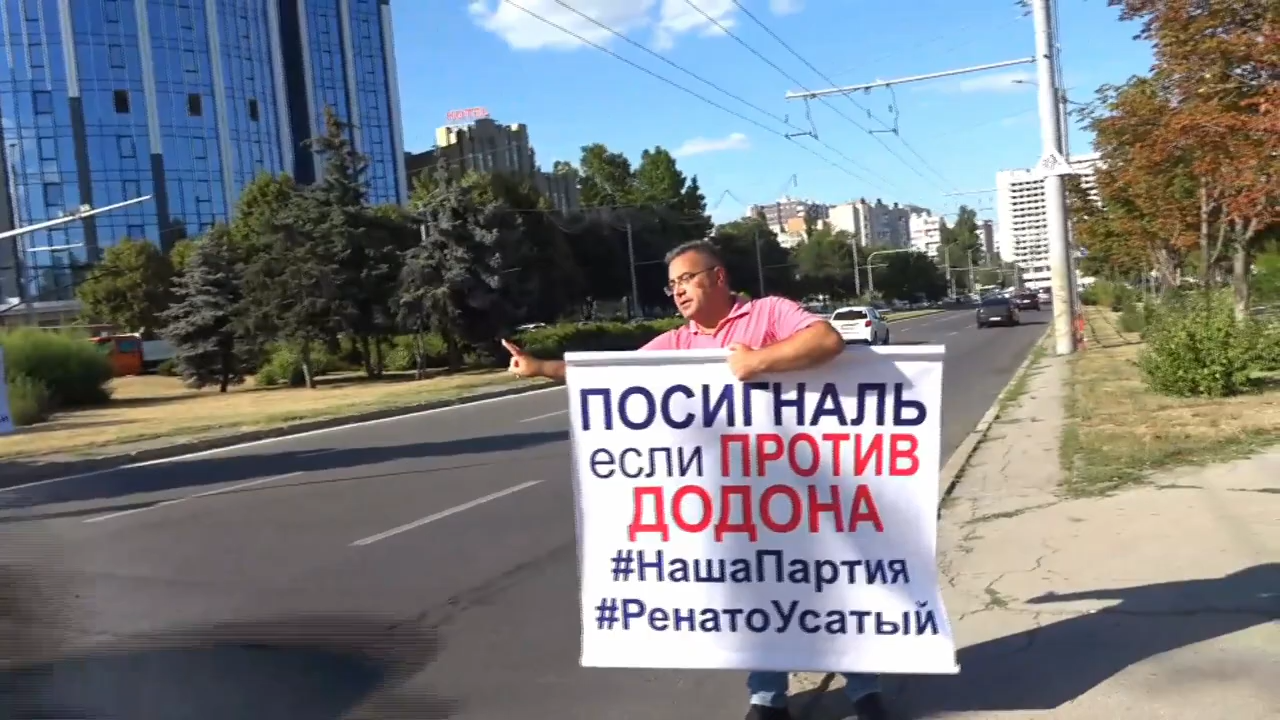 ПОСИГНАЛЬ
если ПРОТИВ
ДОДОНА
#НашаПартия
#РенатоУсатый